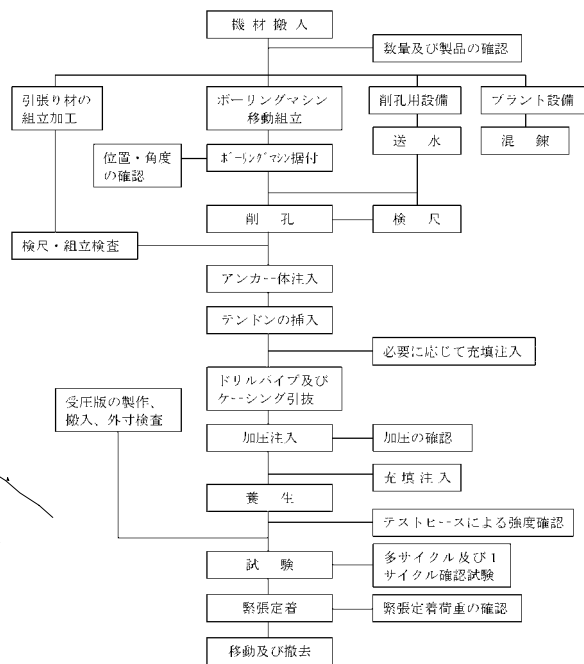 機材搬入
数量及び製品の確認
引張り材の
組立加工
ボーリングマシン
移動組立
削孔用設備
プラント設備
送水
混錬
位置・角度
の確認
ボーリングマシン据付
削孔
検尺
検尺・組立検査
アンカー体注入
テンドンの挿入
必要に応じて充填注入
ドリルパイプ及び
ケーシング引抜
受圧版の製作、
搬入、外寸検査
加圧注入
加圧の確認
充填注入
養生
テストピースによる強度確認
試験
多サイクル及び1
サイクル確認試験
緊張定着
緊張定着荷重の確認
移動及び撤去